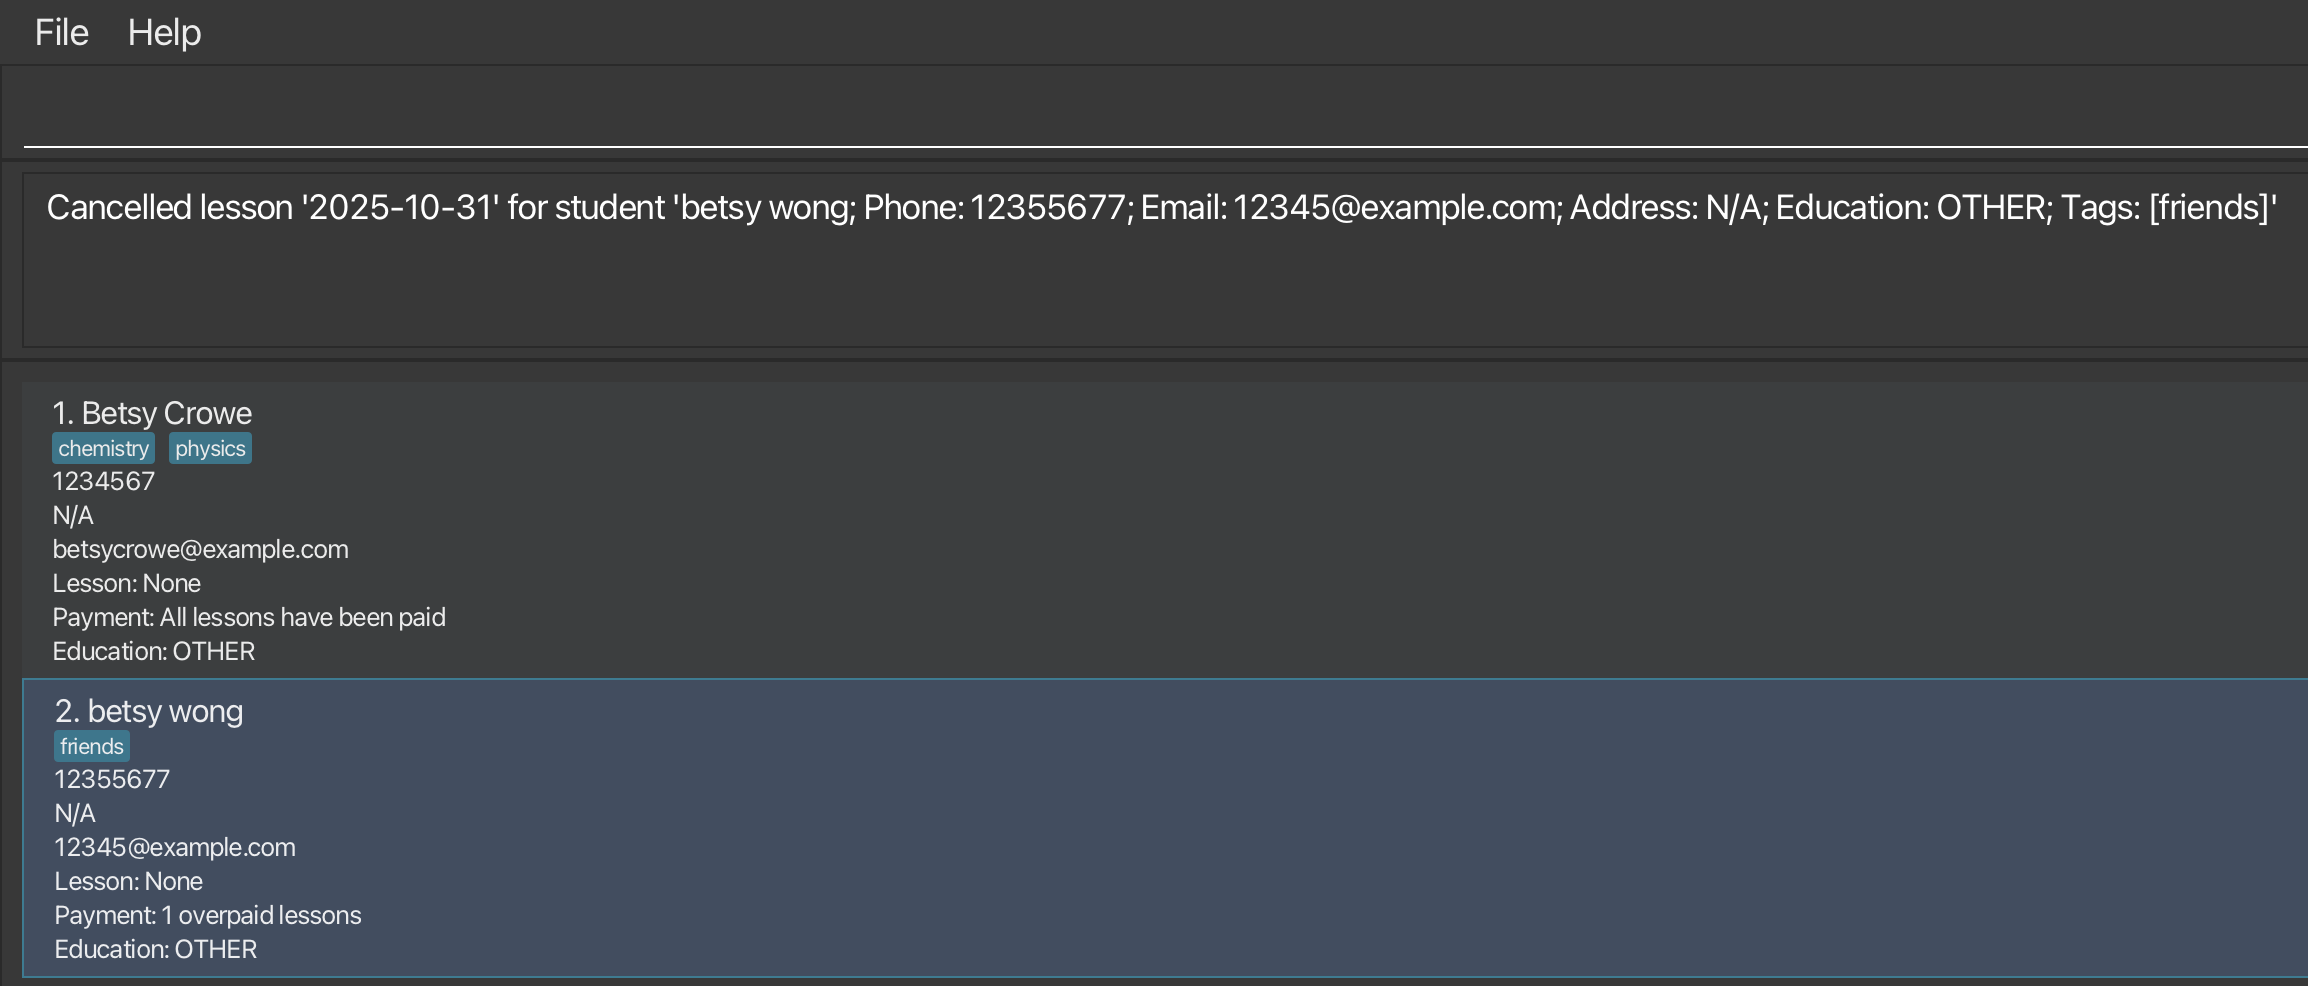 File Help
Cancelled lesson '2025-10-31' for student 'betsy wong; Phone: 12355677; Email: 12345@example.com; Address: N/A; Education: OTHER; Tags: [friends]'
1. Betsy Crowe
chemistry physics
1234567
N/A
betsycrowe@example.com
Lesson: None
Payment: All lessons have been paid
Education: OTHER
2. betsy wong
friends
12355677
N/A
12345@example.com
Lesson: None
Payment: 1 overpaid lessons
Education: OTHER